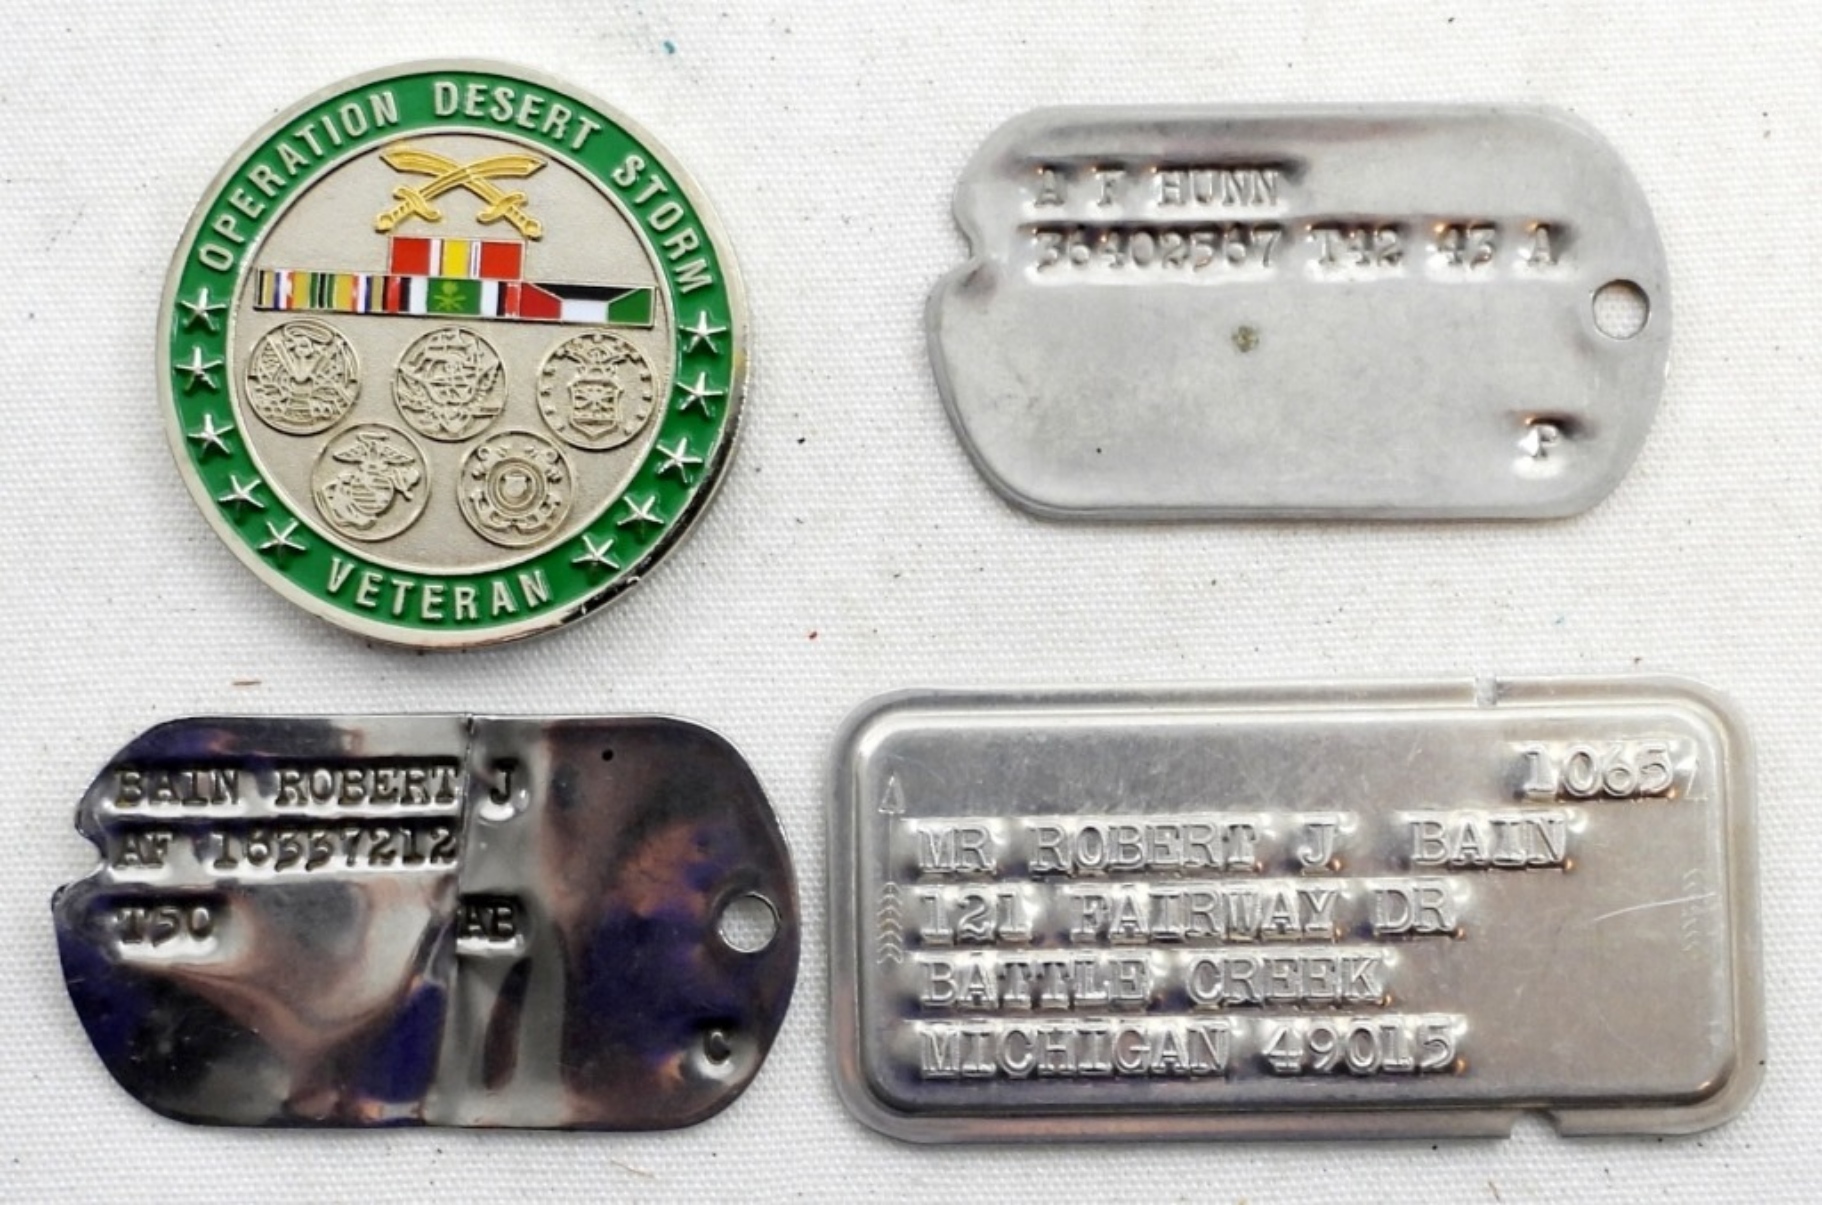 OPERATION DESERT STORM
VETERAN
A F HUNN
36402567 T42 43 A
P
BAIN ROBERT J
AF 16337212
T50 AB
C
1065
MR ROBERT J BAIN
121 FAIRWAY DR
BATTLE CREEK
MICHIGAN 49015